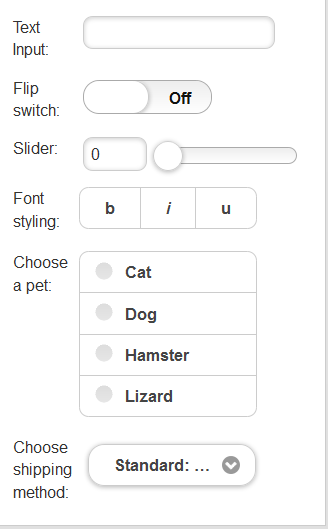 Text
Input:
Flip
switch:
Off
Slider:
0
Font
styling:
b i u
Choose
a pet:
Cat
Dog
Hamster
Lizard
Choose
shipping
method:
Standard: ...